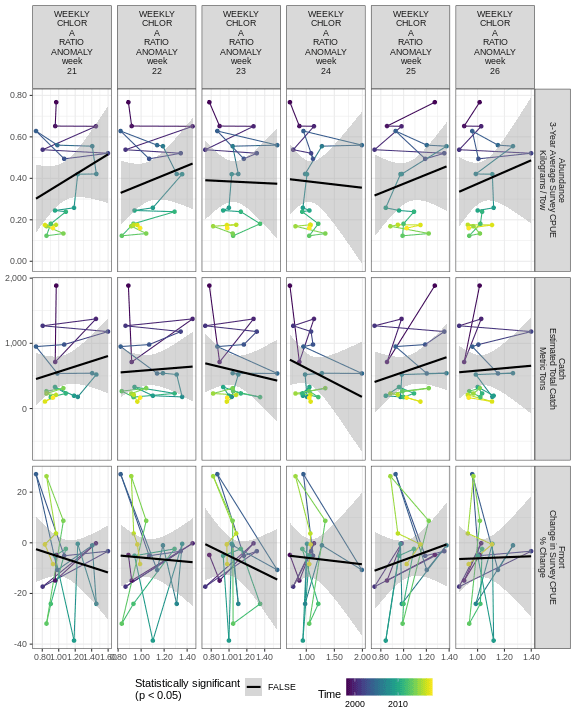 WEEKLY
CHLOR
A
RATIO
ANOMALY
week
21
WEEKLY
CHLOR
A
RATIO
ANOMALY
week
22
WEEKLY
CHLOR
A
RATIO
ANOMALY
week
23
WEEKLY
CHLOR
A
RATIO
ANOMALY
week
24
WEEKLY
CHLOR
A
RATIO
ANOMALY
week
25
WEEKLY
CHLOR
A
RATIO
ANOMALY
week
26
0.80
0.60
0.40
0.20
0.00
Abundance
3-Year Average Survey CPUE
Kilograms / Tow
2,000
1,000
0
Catch
Estimated Total Catch
Metric Tons
20
0
-20
-40
Fmort
Change in Survey CPUE
% Change
0.80 1.00 1.20 1.40 1.60
0.80 1.00 1.20 1.40
0.80 1.00 1.20 1.40
1.00 1.50 2.00
0.80 1.00 1.20 1.40
1.00 1.20 1.40
Statistically significant
(p < 0.05)
FALSE
Time
2000 2010